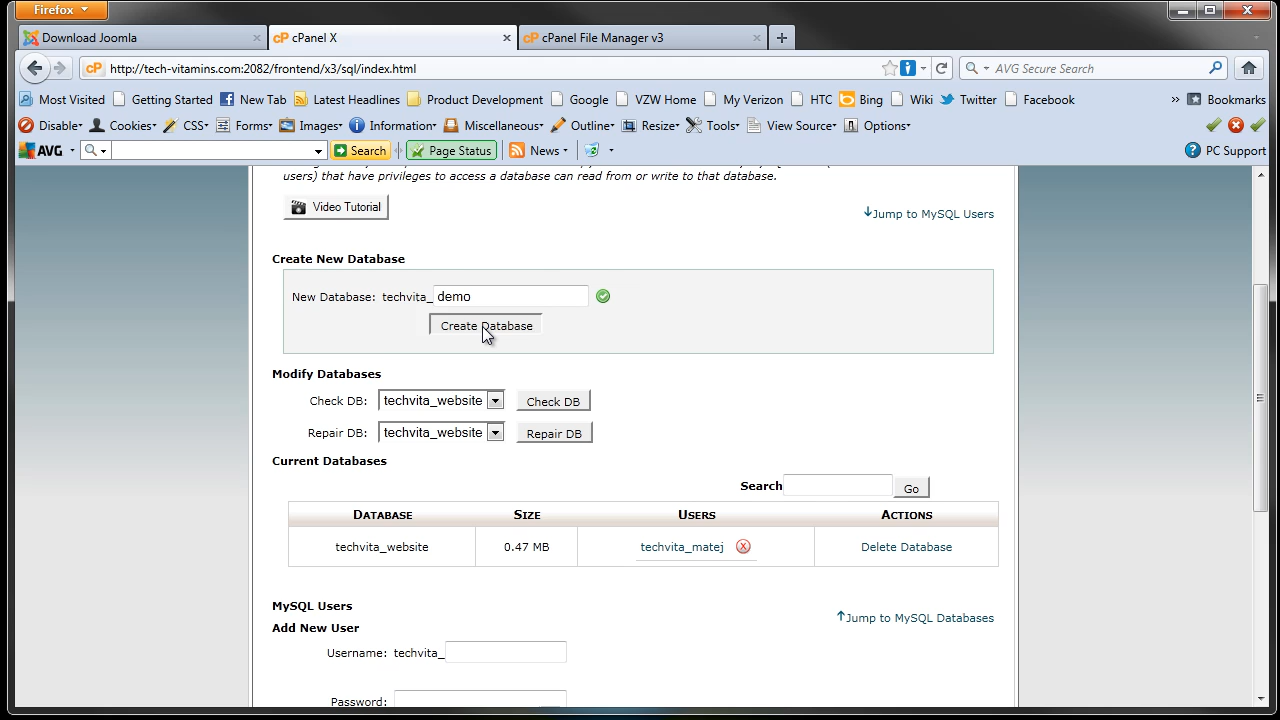 Firefox
Download Joomla
cP cPanel X
cP cPanel File Manager v3
cP http://tech-vitamins.com:2082/frontend/x3/sql/index.html
AVG Secure Search
Most Visited Getting Started New Tab Latest Headlines Product Development Google VZW Home My Verizon HTC Bing Wiki Twitter Facebook » Bookmarks
Disable Cookies CSS Forms Images Information Miscellaneous Outline Resize Tools View Source Options
AVG Search Page Status News PC Support
users) that have privileges to access a database can read from or write to that database.
Video Tutorial
Jump to MySQL Users
Create New Database
New Database: techvita_ demo
Create Database
Modify Databases
Check DB: techvita_website Check DB
Repair DB: techvita_website Repair DB
Current Databases
Search Go
DATABASE SIZE USERS ACTIONS
techvita_website 0.47 MB techvita_matej Delete Database
MySQL Users
Jump to MySQL Databases
Add New User
Username: techvita_
Password: